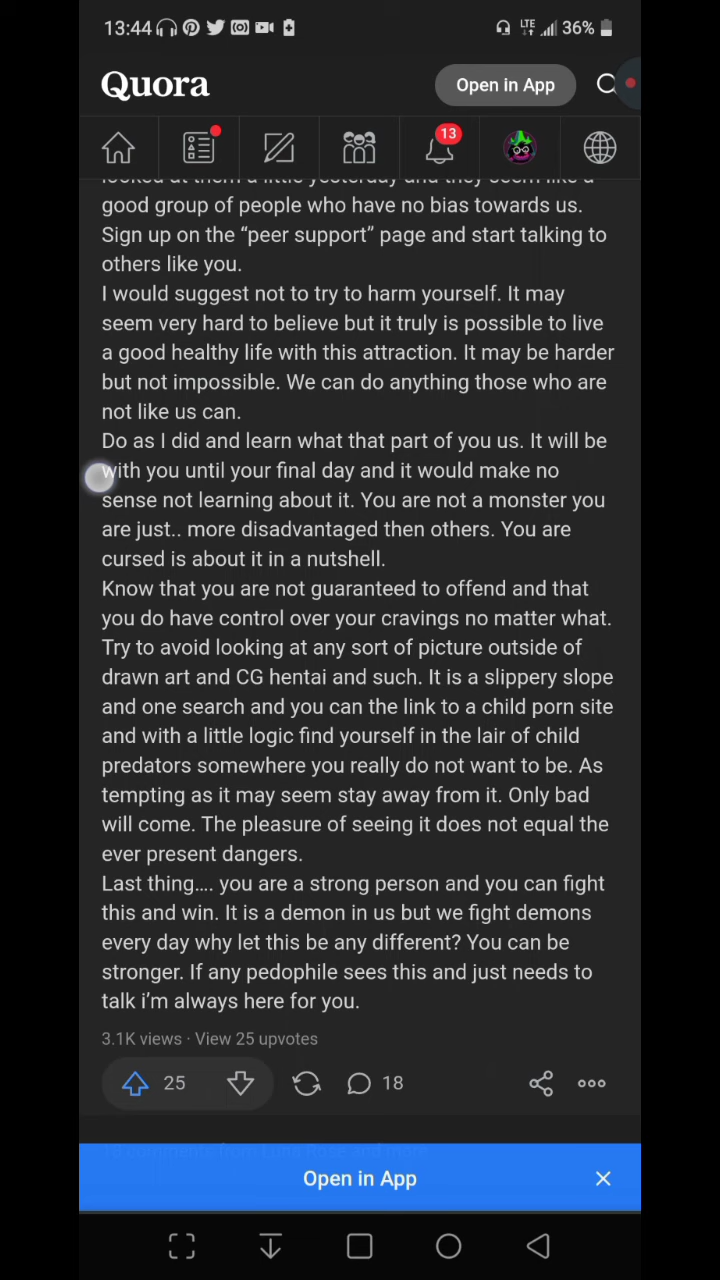 13:44
LTE
36%
Quora
Open in App
13
looked at them a little yesterday and they seem like a
good group of people who have no bias towards us.
Sign up on the “peer support” page and start talking to
others like you.
I would suggest not to try to harm yourself. It may
seem very hard to believe but it truly is possible to live
a good healthy life with this attraction. It may be harder
but not impossible. We can do anything those who are
not like us can.
Do as I did and learn what that part of you us. It will be
with you until your final day and it would make no
sense not learning about it. You are not a monster you
are just.. more disadvantaged then others. You are
cursed is about it in a nutshell.
Know that you are not guaranteed to offend and that
you do have control over your cravings no matter what.
Try to avoid looking at any sort of picture outside of
drawn art and CG hentai and such. It is a slippery slope
and one search and you can the link to a child porn site
and with a little logic find yourself in the lair of child
predators somewhere you really do not want to be. As
tempting as it may seem stay away from it. Only bad
will come. The pleasure of seeing it does not equal the
ever present dangers.
Last thing.... you are a strong person and you can fight
this and win. It is a demon in us but we fight demons
every day why let this be any different? You can be
stronger. If any pedophile sees this and just needs to
talk i’m always here for you.
3.1K views · View 25 upvotes
25
18
Open in App